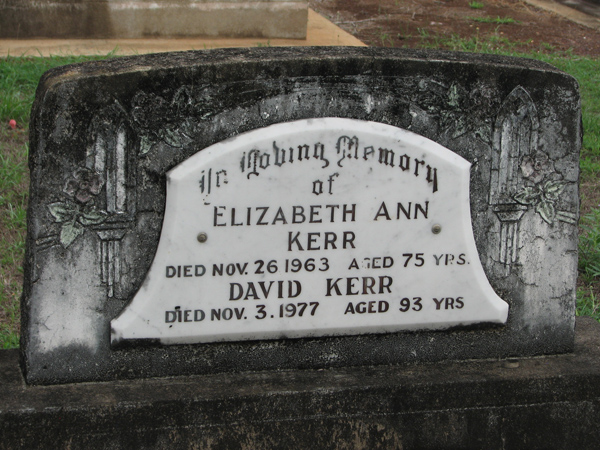 In Loving Memory
of
ELIZABETH ANN
KERR
DIED NOV. 26 1963 AGED 75 YRS.
DAVID KERR
DIED NOV. 3. 1977 AGED 93 YRS